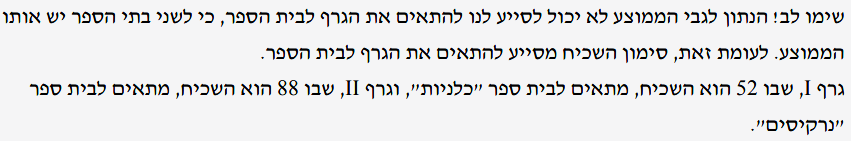 שימו לב! הנתון לגבי הממוצע לא יכול לסייע לנו להתאים את הגרף לבית הספר, כי לשני בתי הספר יש אותו
הממוצע. לעומת זאת, סימון השכיח מסייע להתאים את הגרף לבית הספר.
גרף I, שבו 52 הוא השכיח, מתאים לבית ספר ״כלניות״, וגרף II, שבו 88 הוא השכיח, מתאים לבית ספר
״נרקיסים״.